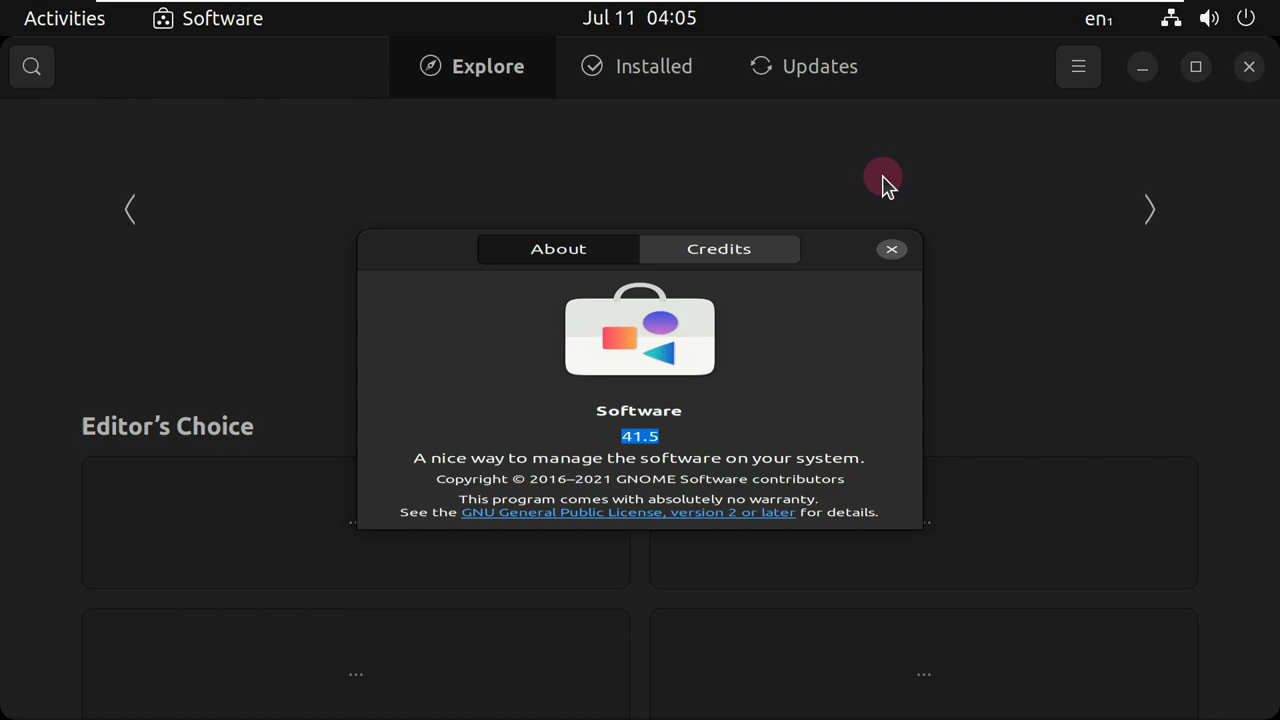 Activities Software Jul 11 04:05 en₁
Explore Installed Updates
About Credits
Software
41.5
A nice way to manage the software on your system.
Copyright © 2016–2021 GNOME Software contributors
This program comes with absolutely no warranty.
See the GNU General Public License, version 2 or later for details.
Editor’s Choice
... ...
... ...